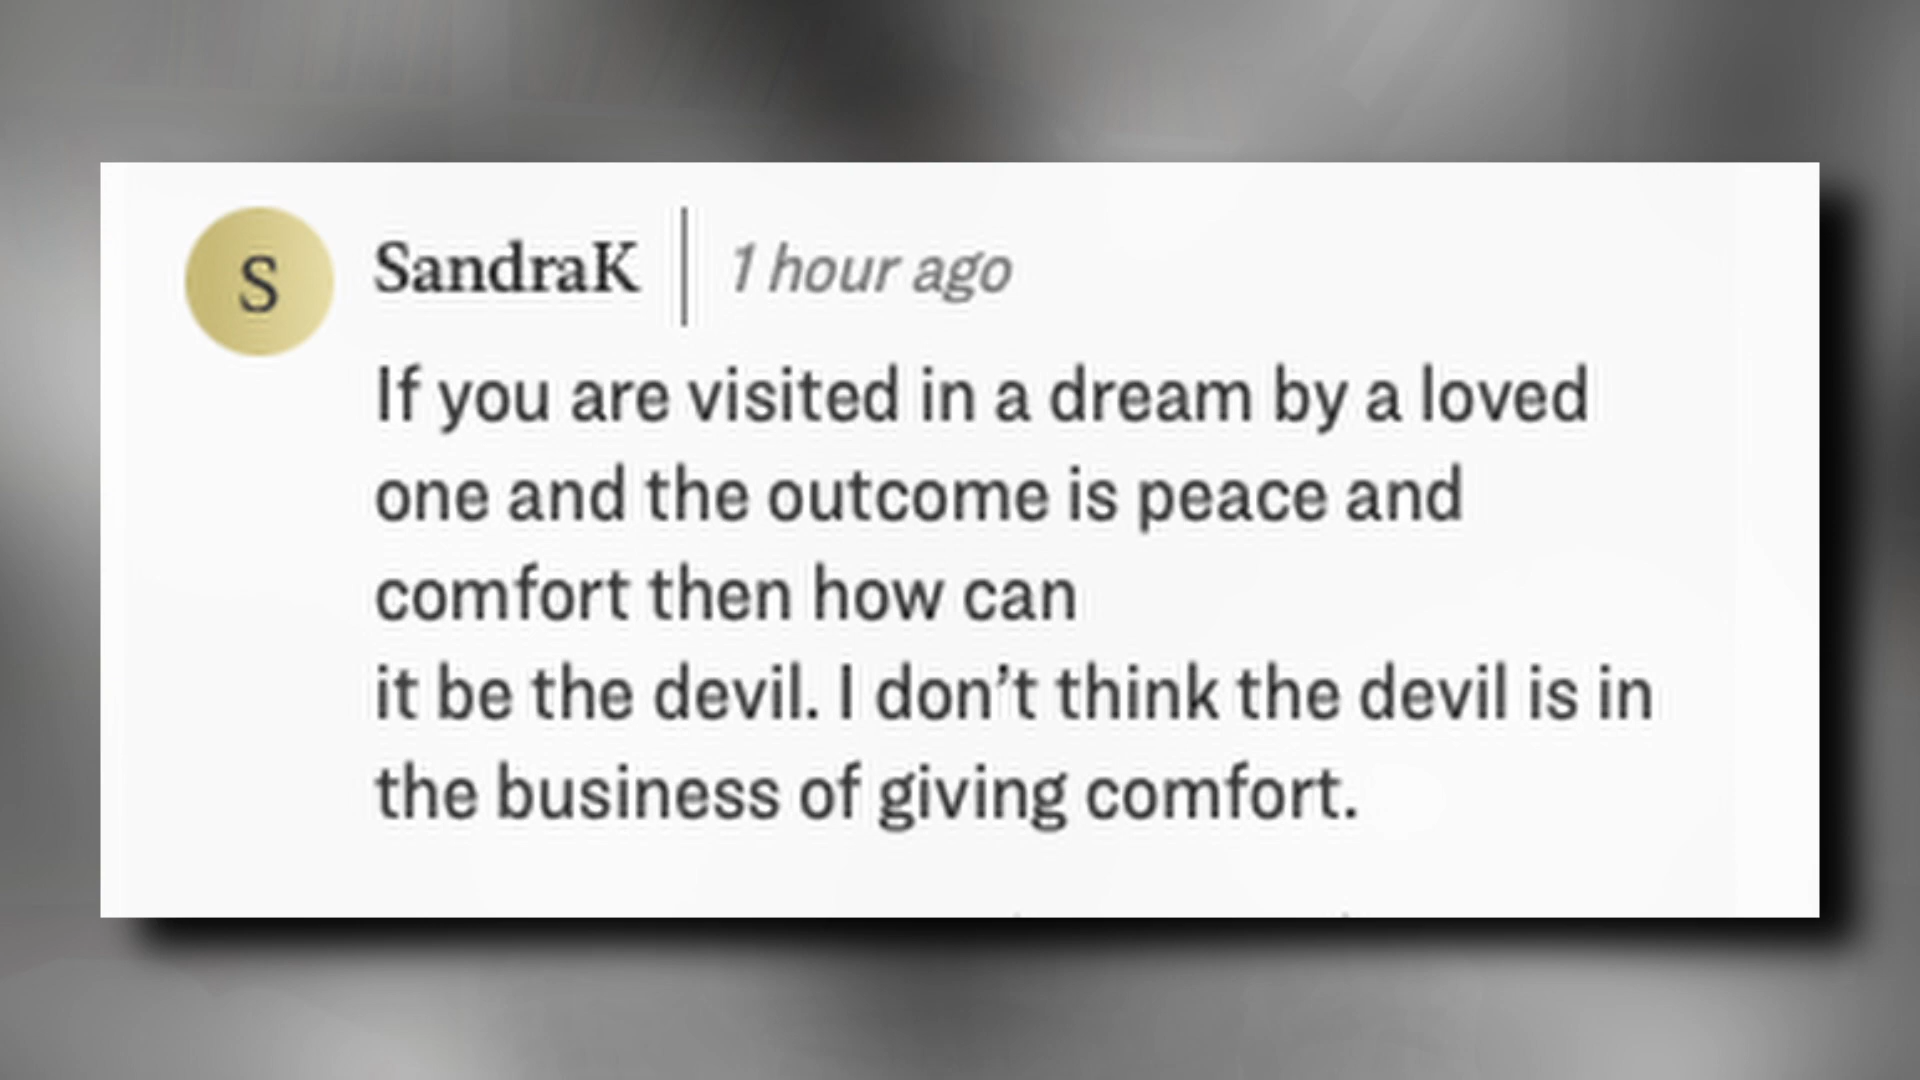 S
SandraK | 1 hour ago
If you are visited in a dream by a loved
one and the outcome is peace and
comfort then how can
it be the devil. I don’t think the devil is in
the business of giving comfort.